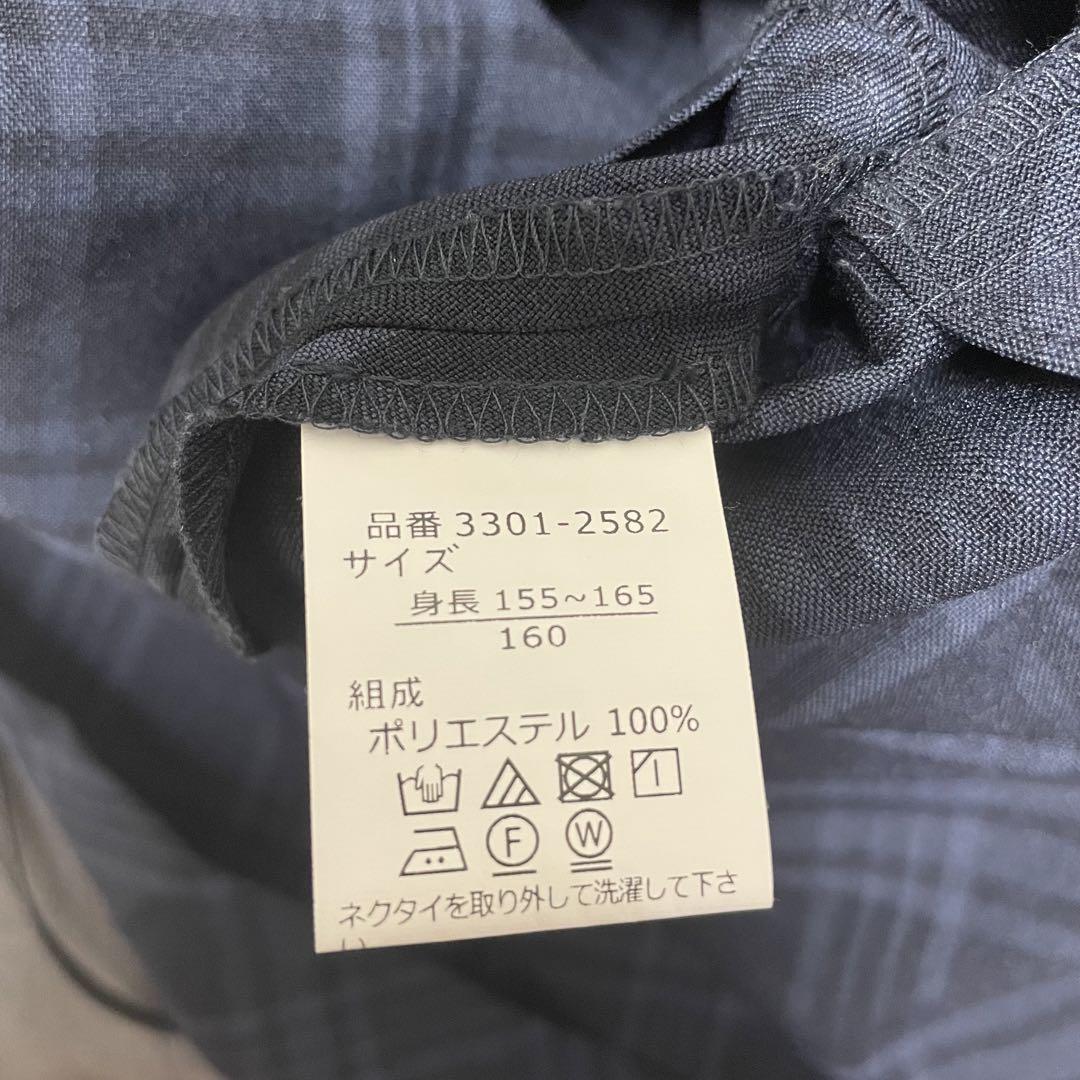 品番 3301-2582
サイズ
身長 155~165
160
組成
ポリエステル 100%
F W
ネクタイを取り外して洗濯して下さ
い